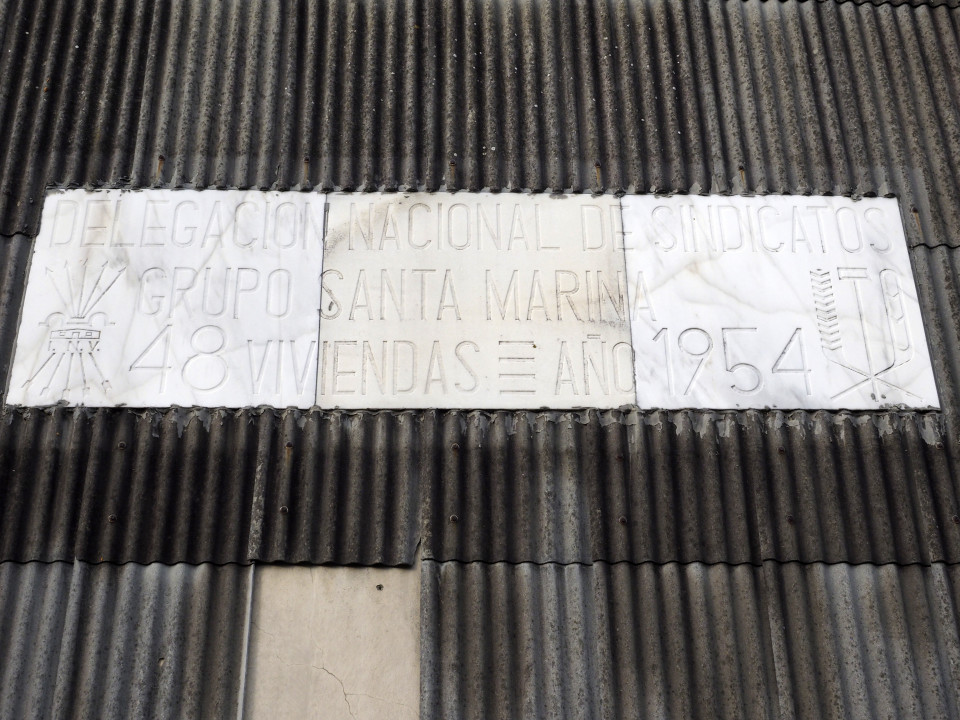 DELEGACION NACIONAL DE SINDICATOS
GRUPO SANTA MARINA
48 VIVIENDAS AÑO 1954